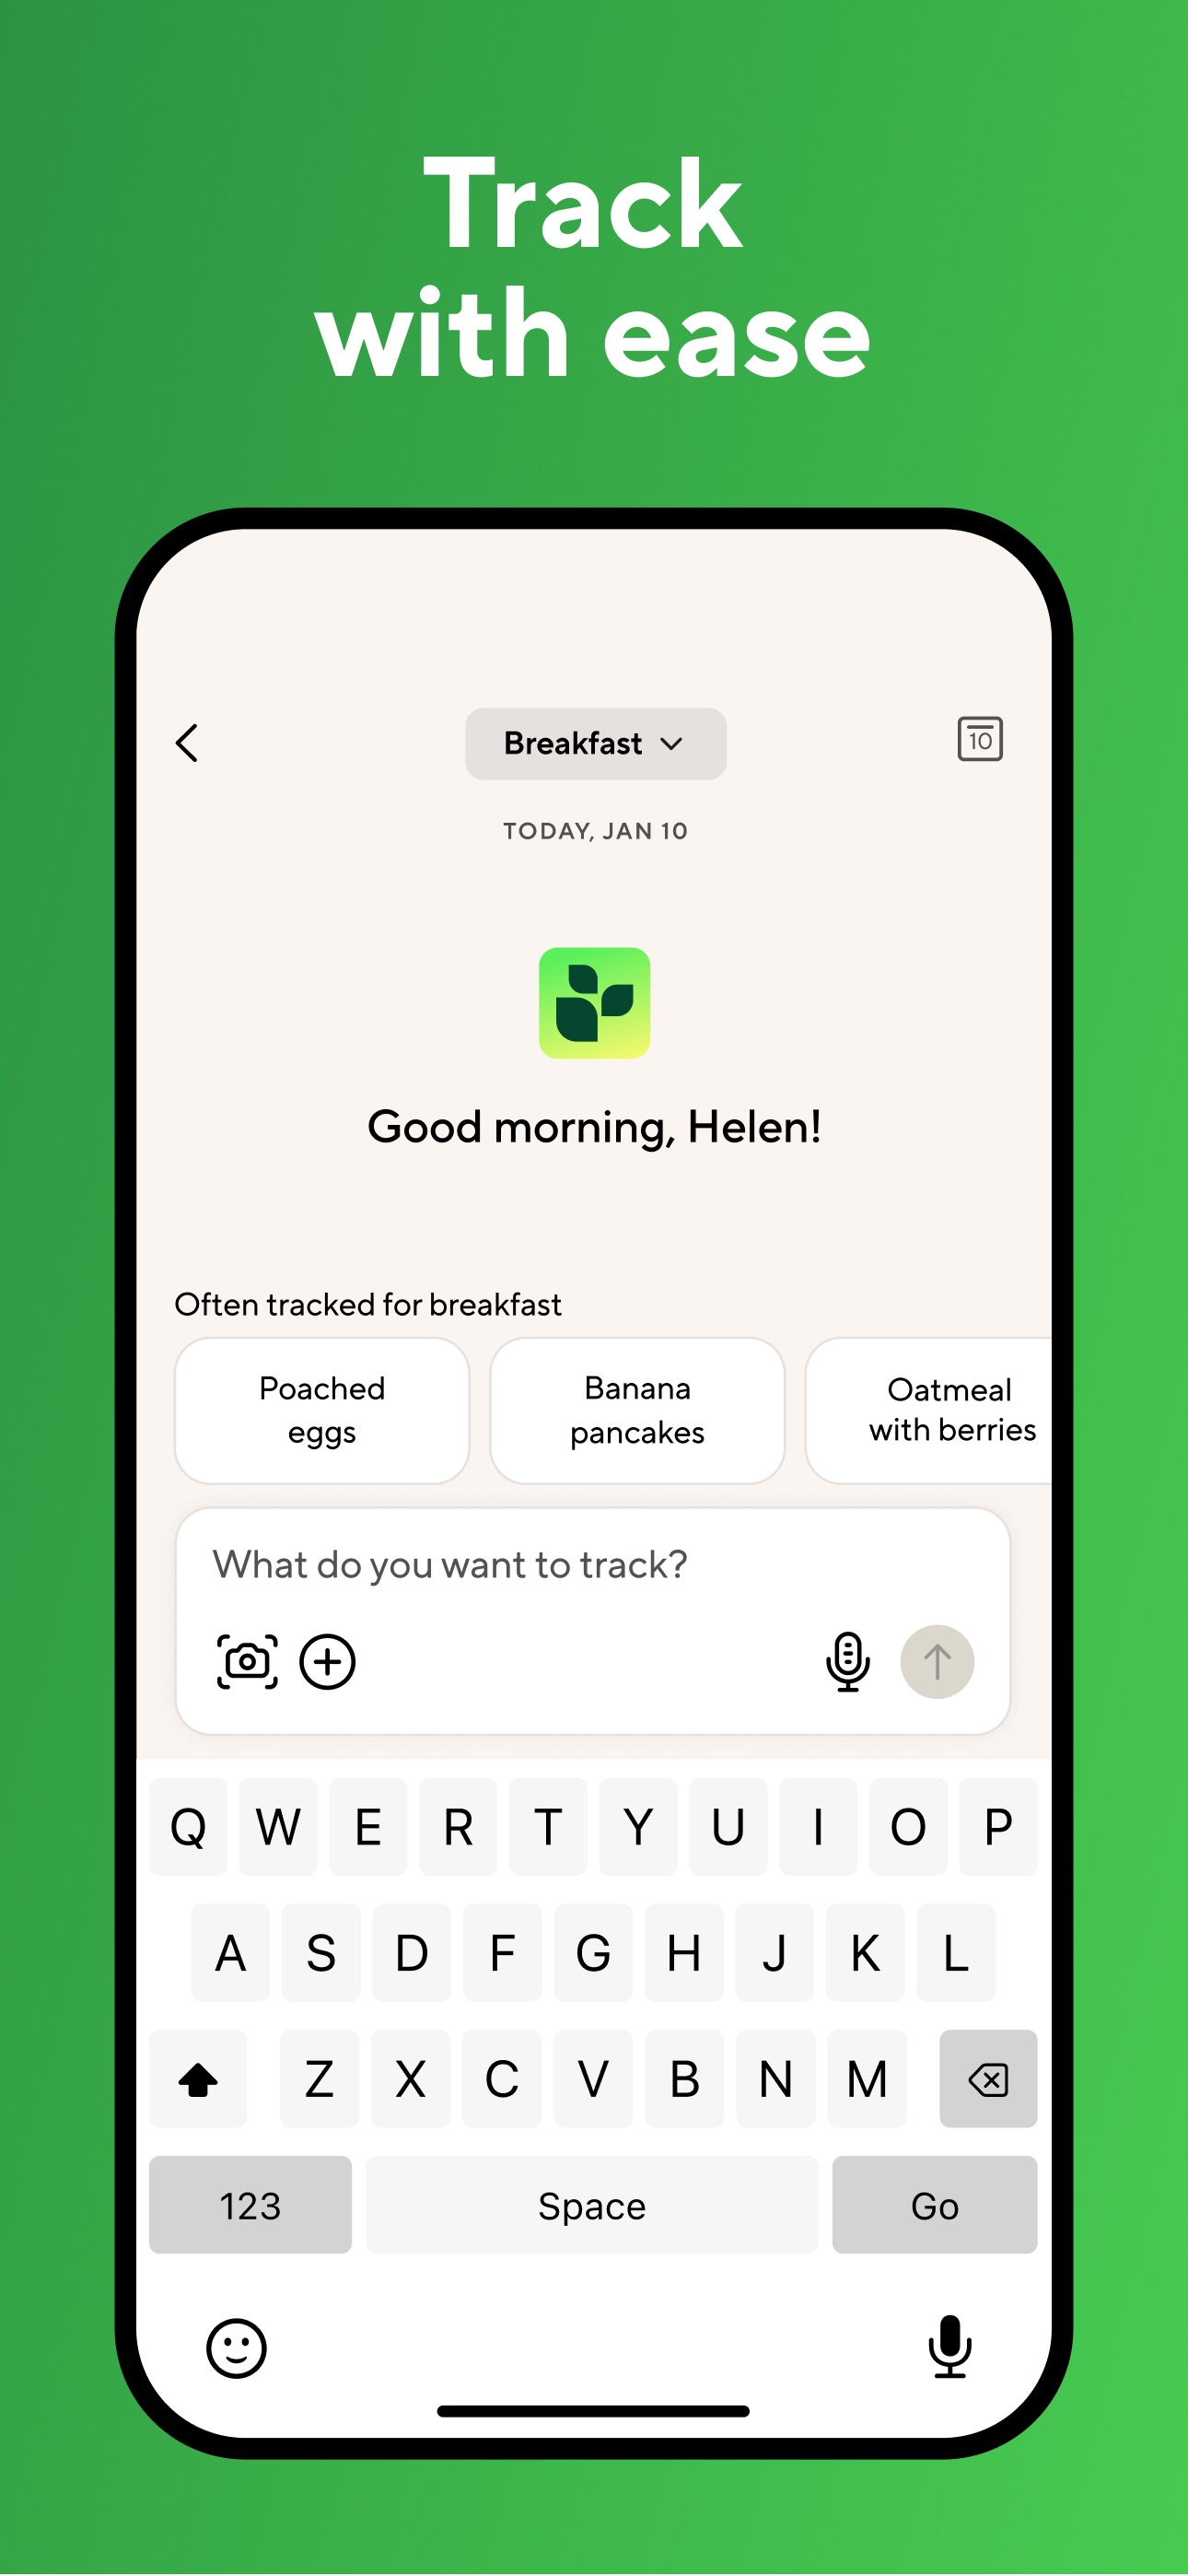 Track
with ease
Breakfast
10
TODAY, JAN 10
Good morning, Helen!
Often tracked for breakfast
Poached
eggs
Banana
pancakes
Oatmeal
with berries
What do you want to track?
Q W E R T Y U I O P
A S D F G H J K L
Z X C V B N M
123 Space Go